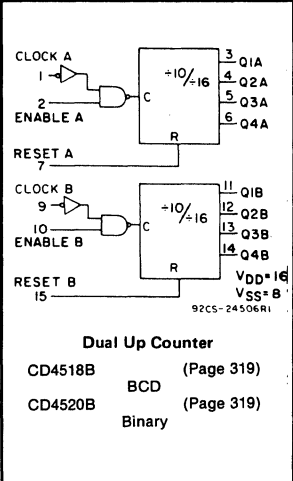 CLOCK A
1
2
ENABLE A
C
÷10/÷16
R
3 Q1A
4 Q2A
5 Q3A
6 Q4A
RESET A
7
CLOCK B
9
10
ENABLE B
C
÷10/÷16
R
11 Q1B
12 Q2B
13 Q3B
14 Q4B
RESET B
15
VDD=16
VSS=8
92CS-24506R1
Dual Up Counter
CD4518B (Page 319)
BCD
CD4520B (Page 319)
Binary